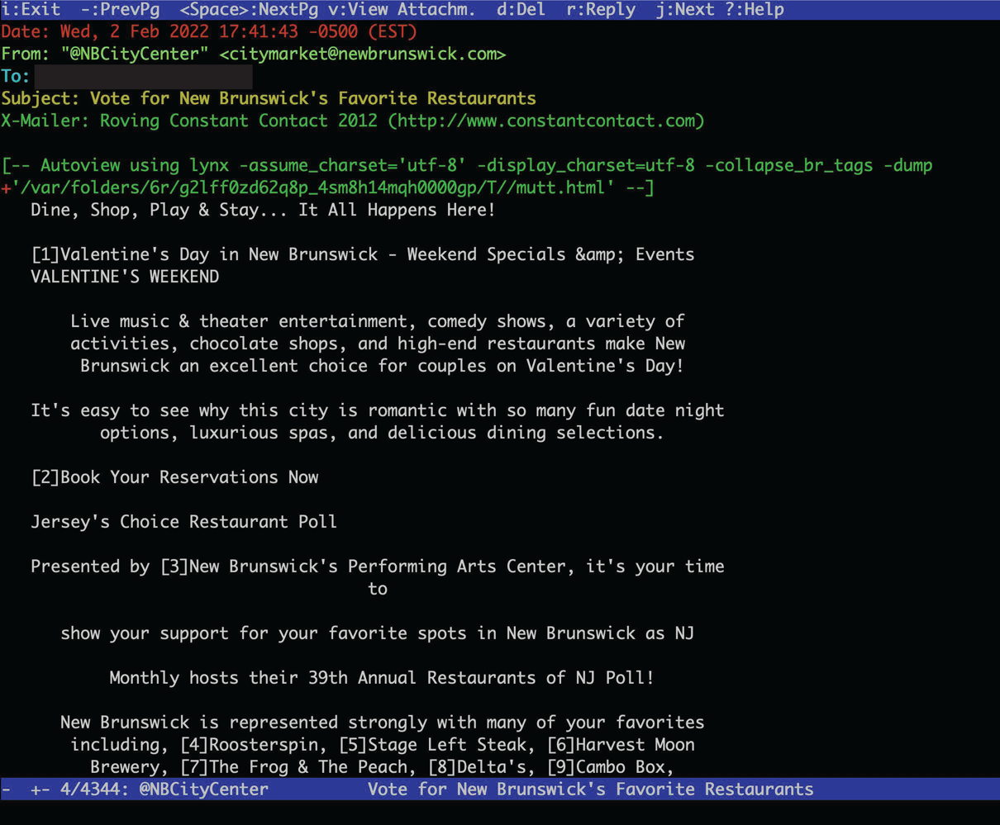 i:Exit  -:PrevPg  <Space>:NextPg v:View Attachm.  d:Del  r:Reply  j:Next ?:Help
Date: Wed, 2 Feb 2022 17:41:43 -0500 (EST)
From: "@NBCityCenter" <citymarket@newbrunswick.com>
To:
Subject: Vote for New Brunswick's Favorite Restaurants
X-Mailer: Roving Constant Contact 2012 (http://www.constantcontact.com)
[-- Autoview using lynx -assume_charset='utf-8' -display_charset=utf-8 -collapse_br_tags -dump
+'/var/folders/6r/g2lff0zd62q8p_4sm8h14mqh0000gp/T//mutt.html' --]
Dine, Shop, Play & Stay... It All Happens Here!
[1]Valentine's Day in New Brunswick - Weekend Specials &amp; Events
VALENTINE'S WEEKEND
Live music & theater entertainment, comedy shows, a variety of
activities, chocolate shops, and high-end restaurants make New
Brunswick an excellent choice for couples on Valentine's Day!
It's easy to see why this city is romantic with so many fun date night
options, luxurious spas, and delicious dining selections.
[2]Book Your Reservations Now
Jersey's Choice Restaurant Poll
Presented by [3]New Brunswick's Performing Arts Center, it's your time
to
show your support for your favorite spots in New Brunswick as NJ
Monthly hosts their 39th Annual Restaurants of NJ Poll!
New Brunswick is represented strongly with many of your favorites
including, [4]Roosterspin, [5]Stage Left Steak, [6]Harvest Moon
Brewery, [7]The Frog & The Peach, [8]Delta's, [9]Cambo Box,
-  +- 4/4344: @NBCityCenter          Vote for New Brunswick's Favorite Restaurants